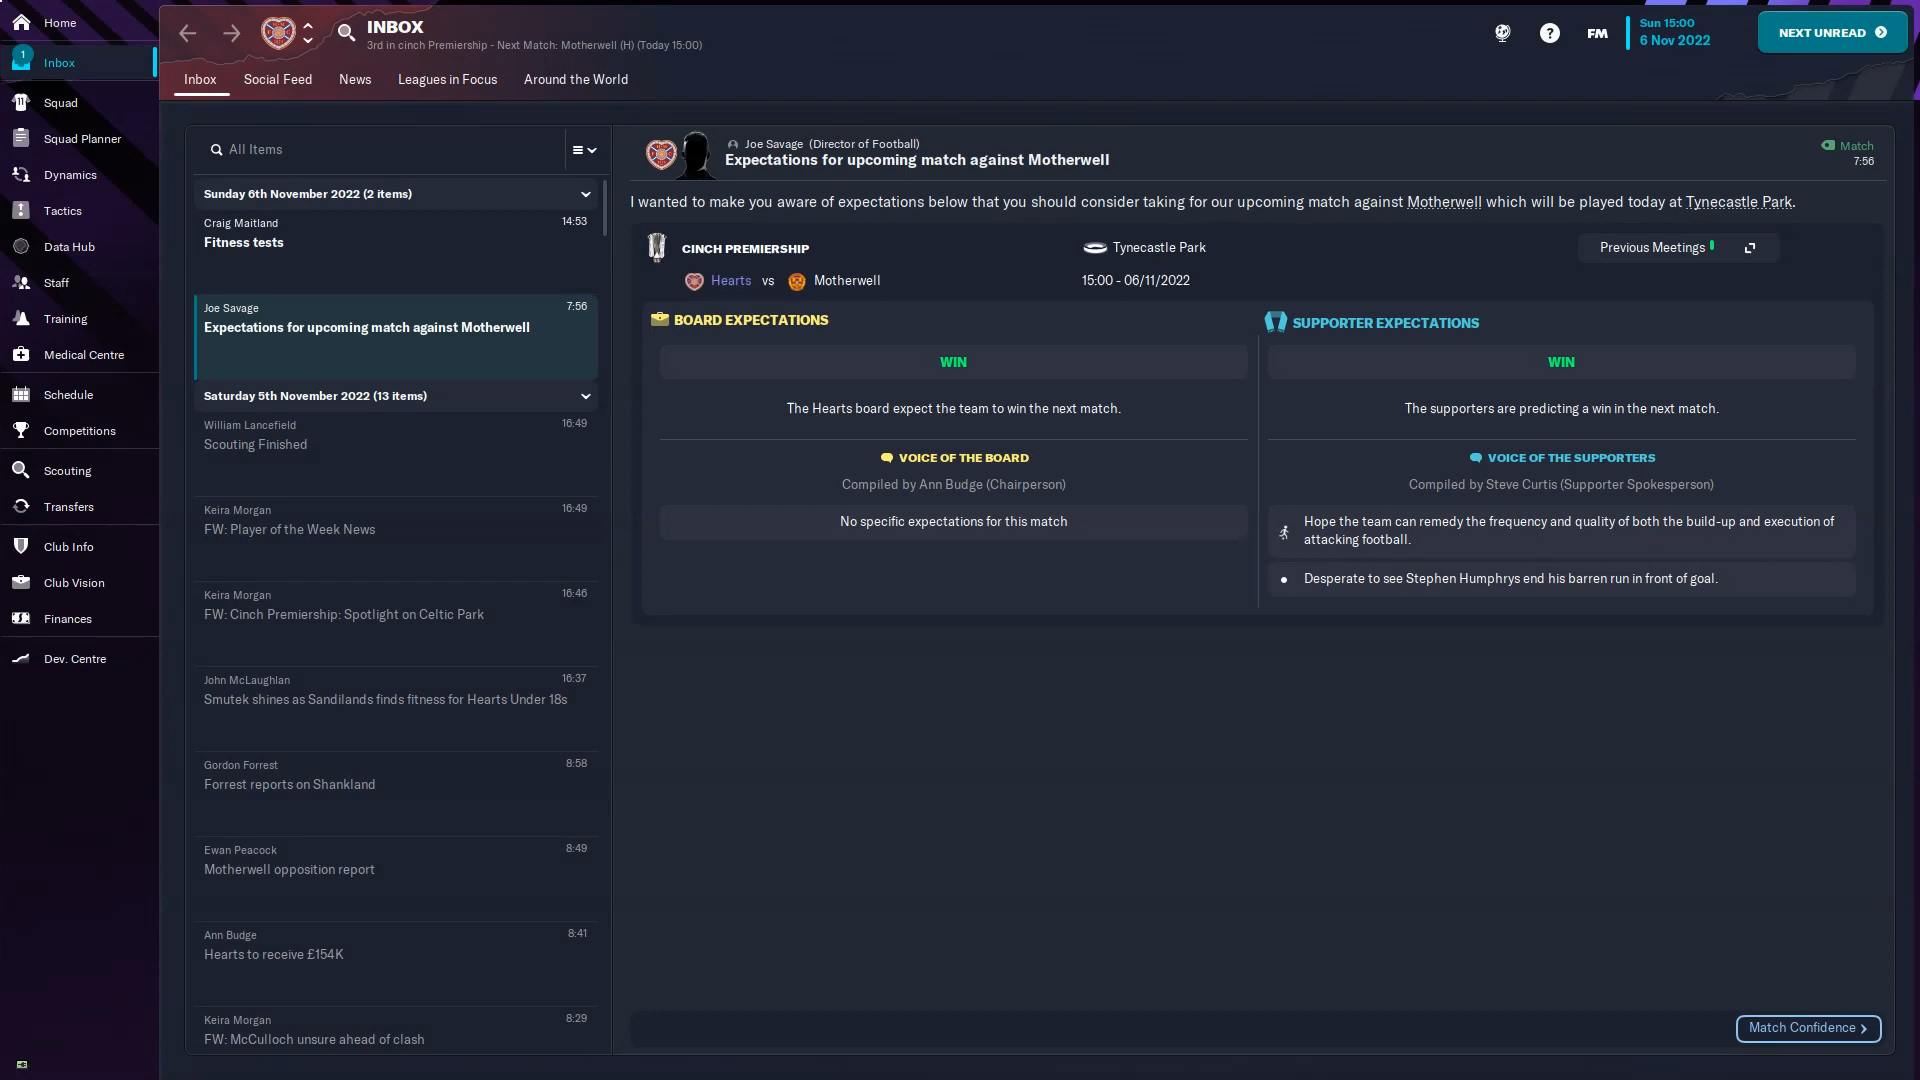 Home
1
Inbox
Squad
Squad Planner
Dynamics
Tactics
Data Hub
Staff
Training
Medical Centre
Schedule
Competitions
Scouting
Transfers
Club Info
Club Vision
Finances
Dev. Centre
INBOX
3rd in cinch Premiership - Next Match: Motherwell (H) (Today 15:00)
FM
Sun 15:00
6 Nov 2022
NEXT UNREAD
Inbox
Social Feed
News
Leagues in Focus
Around the World
All Items
Sunday 6th November 2022 (2 items)
Craig Maitland 14:53
Fitness tests
Joe Savage 7:56
Expectations for upcoming match against Motherwell
Saturday 5th November 2022 (13 items)
William Lancefield 16:49
Scouting Finished
Keira Morgan 16:49
FW: Player of the Week News
Keira Morgan 16:46
FW: Cinch Premiership: Spotlight on Celtic Park
John McLaughlan 16:37
Smutek shines as Sandilands finds fitness for Hearts Under 18s
Gordon Forrest 8:58
Forrest reports on Shankland
Ewan Peacock 8:49
Motherwell opposition report
Ann Budge 8:41
Hearts to receive £154K
Keira Morgan 8:29
FW: McCulloch unsure ahead of clash
Joe Savage (Director of Football)
Expectations for upcoming match against Motherwell
Match
7:56
I wanted to make you aware of expectations below that you should consider taking for our upcoming match against Motherwell which will be played today at Tynecastle Park.
CINCH PREMIERSHIP
Tynecastle Park
Previous Meetings
Hearts vs Motherwell
15:00 - 06/11/2022
BOARD EXPECTATIONS
WIN
The Hearts board expect the team to win the next match.
VOICE OF THE BOARD
Compiled by Ann Budge (Chairperson)
No specific expectations for this match
SUPPORTER EXPECTATIONS
WIN
The supporters are predicting a win in the next match.
VOICE OF THE SUPPORTERS
Compiled by Steve Curtis (Supporter Spokesperson)
Hope the team can remedy the frequency and quality of both the build-up and execution of
attacking football.
Desperate to see Stephen Humphrys end his barren run in front of goal.
Match Confidence